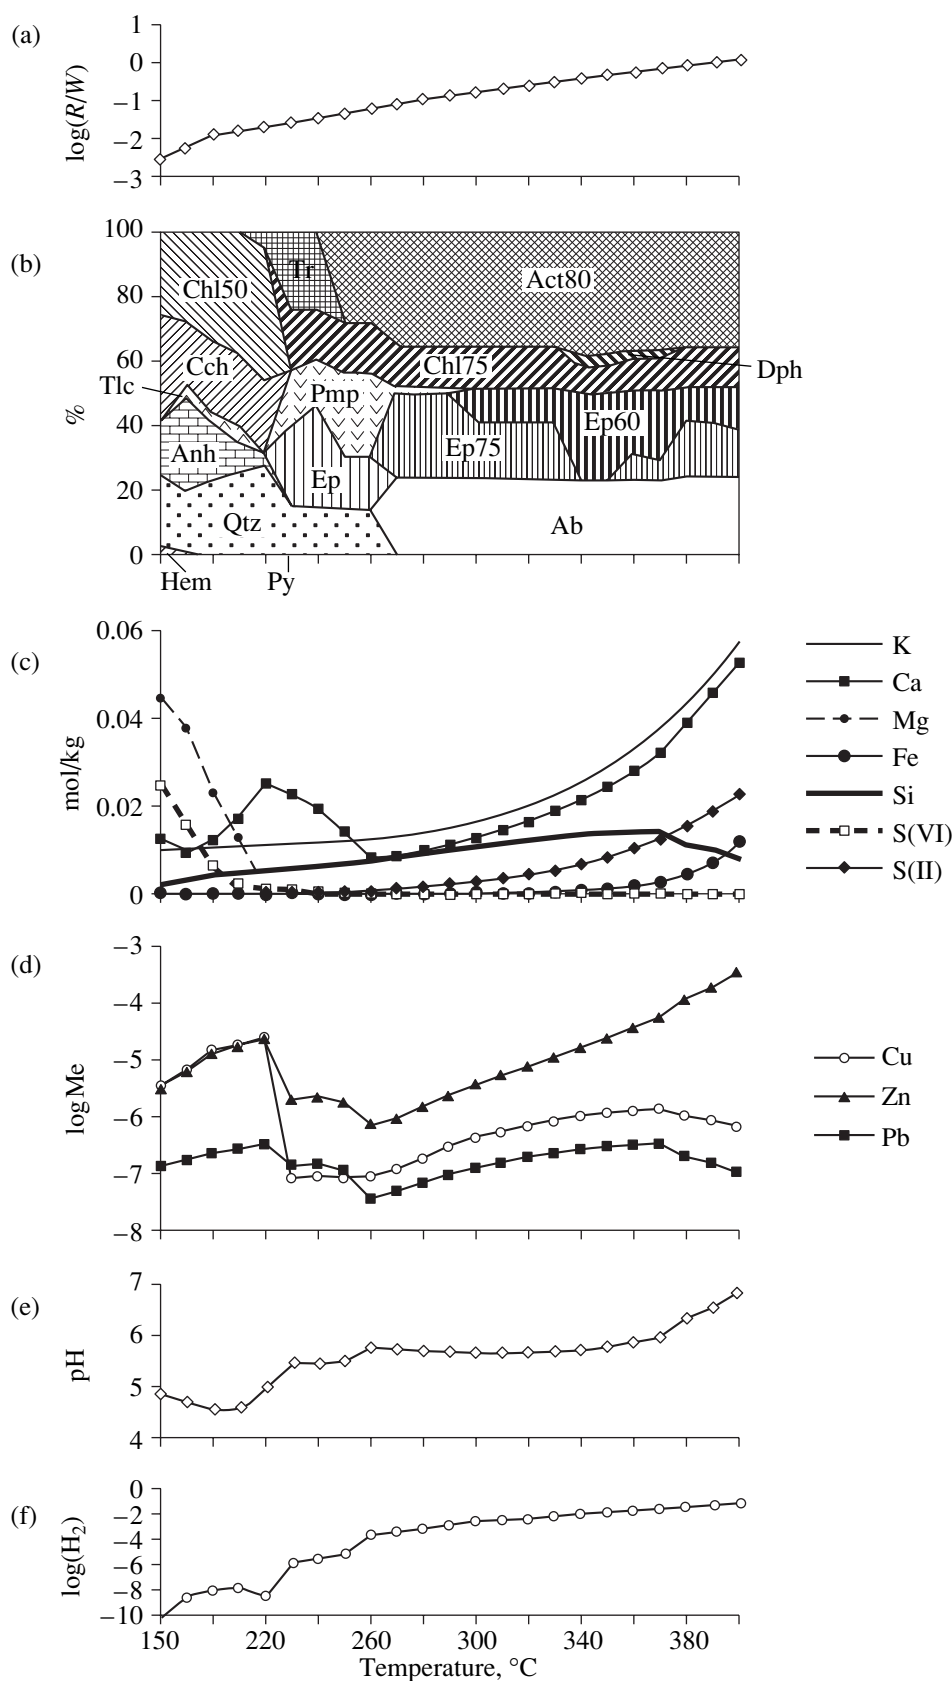 (a)
1
0
−1
−2
−3
log(R/W)
(b)
100
80
60
40
20
0
%
Chl50
Tr
Act80
Cch
Chl75
Dph
Tlc
Pmp
Ep60
Anh
Ep75
Ep
Qtz
Ab
Hem
Py
(c)
0.06
0.04
0.02
0
mol/kg
K
Ca
Mg
Fe
Si
S(VI)
S(II)
(d)
−3
−4
−5
−6
−7
−8
log Me
Cu
Zn
Pb
(e)
7
6
5
4
pH
(f)
0
−2
−4
−6
−8
−10
log(H2)
150 220 260 300 340 380
Temperature, °C